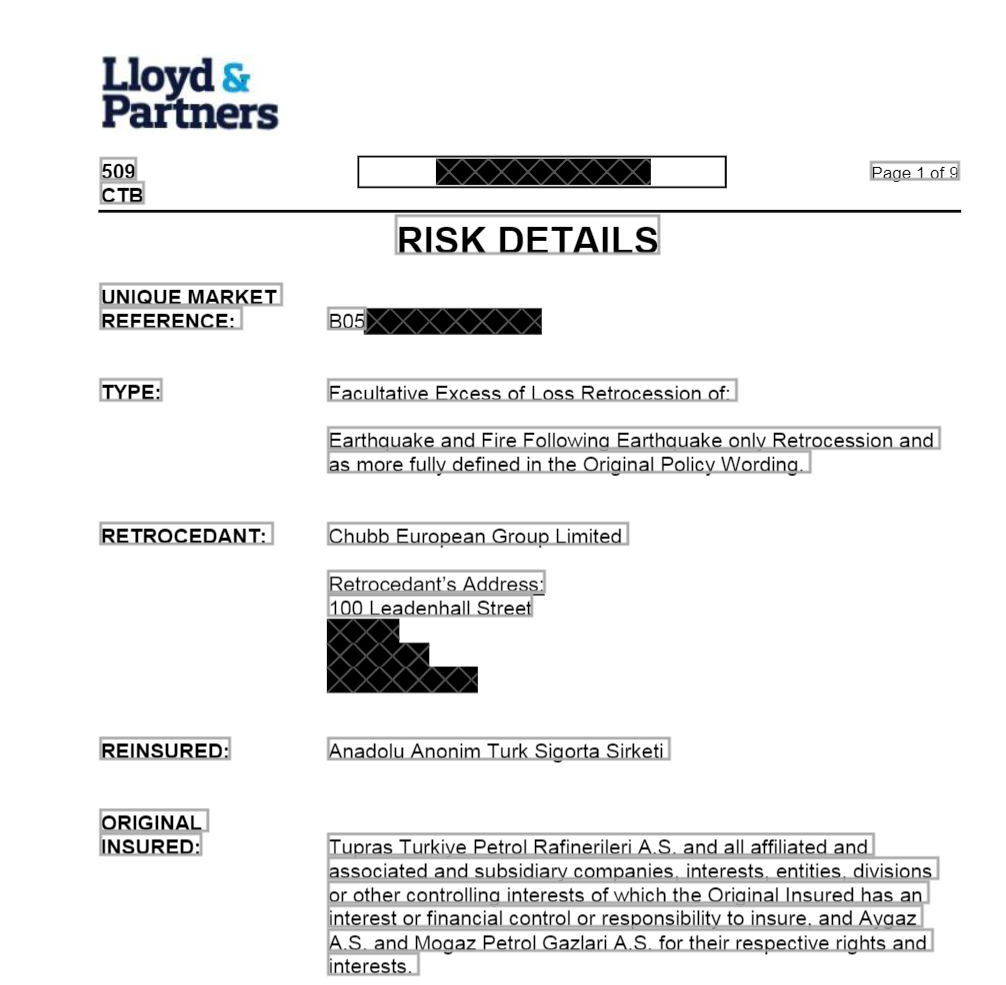 Lloyd &
Partners
509
CTB
Page 1 of 9
RISK DETAILS
UNIQUE MARKET
REFERENCE: B05
TYPE: Facultative Excess of Loss Retrocession of:
Earthquake and Fire Following Earthquake only Retrocession and
as more fully defined in the Original Policy Wording.
RETROCEDANT: Chubb European Group Limited
Retrocedant's Address:
100 Leadenhall Street
REINSURED: Anadolu Anonim Turk Sigorta Sirketi
ORIGINAL
INSURED: Tupras Turkiye Petrol Rafinerileri A.S. and all affiliated and
associated and subsidiary companies, interests, entities, divisions
or other controlling interests of which the Original Insured has an
interest or financial control or responsibility to insure, and Aygaz
A.S. and Mogaz Petrol Gazlari A.S. for their respective rights and
interests.